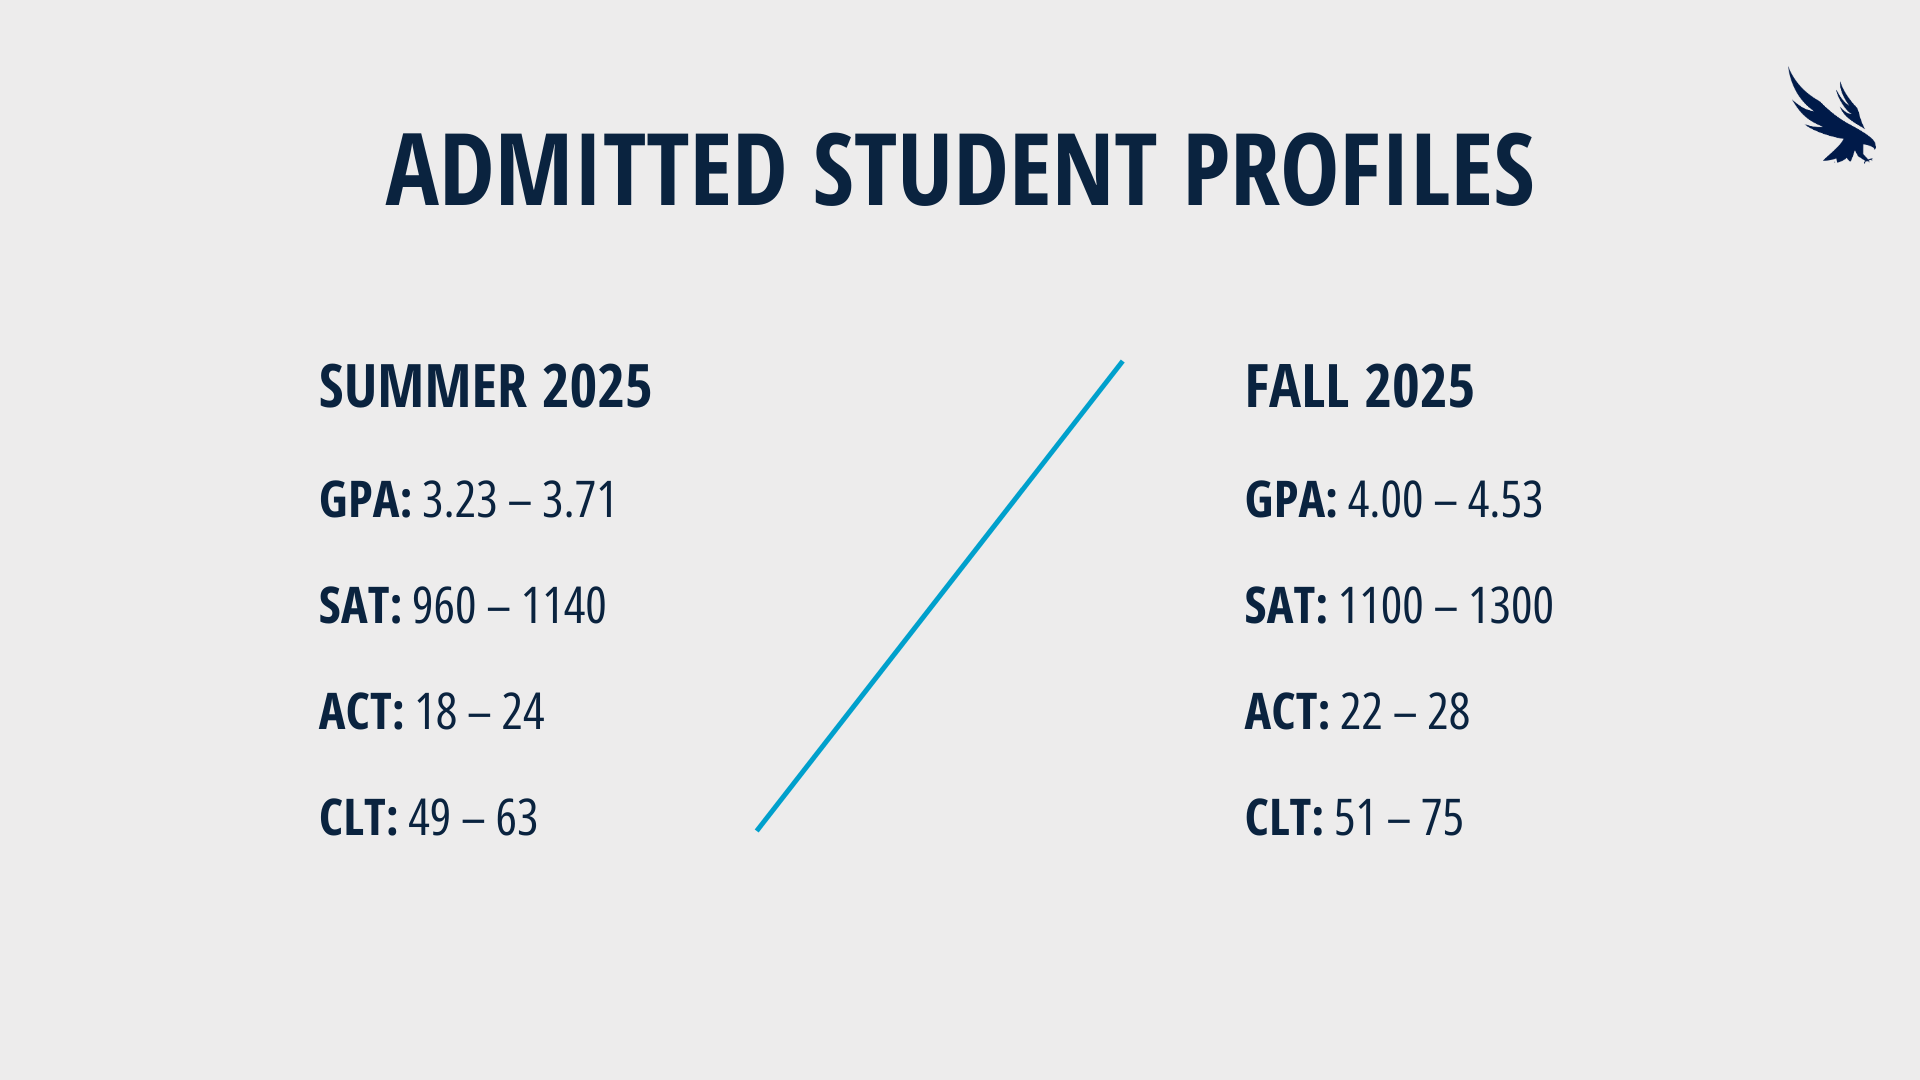 ADMITTED STUDENT PROFILES
SUMMER 2025
GPA: 3.23 – 3.71
SAT: 960 – 1140
ACT: 18 – 24
CLT: 49 – 63
FALL 2025
GPA: 4.00 – 4.53
SAT: 1100 – 1300
ACT: 22 – 28
CLT: 51 – 75